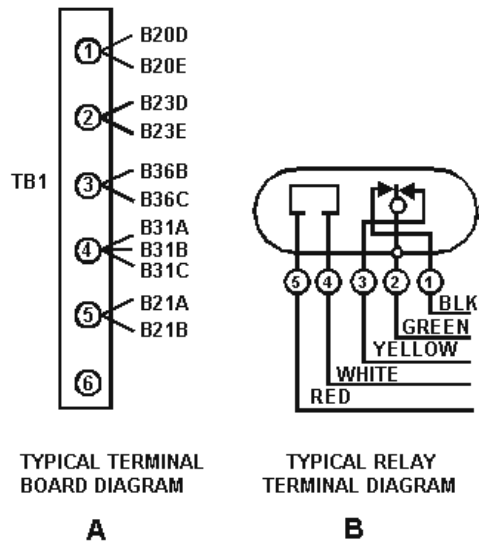 B20D
1
B20E
B23D
2
B23E
TB1
B36B
3
B36C
B31A
4
B31B
B31C
B21A
5
B21B
6
TYPICAL TERMINAL
BOARD DIAGRAM
A
5 4 3 2 1
BLK
GREEN
YELLOW
WHITE
RED
TYPICAL RELAY
TERMINAL DIAGRAM
B